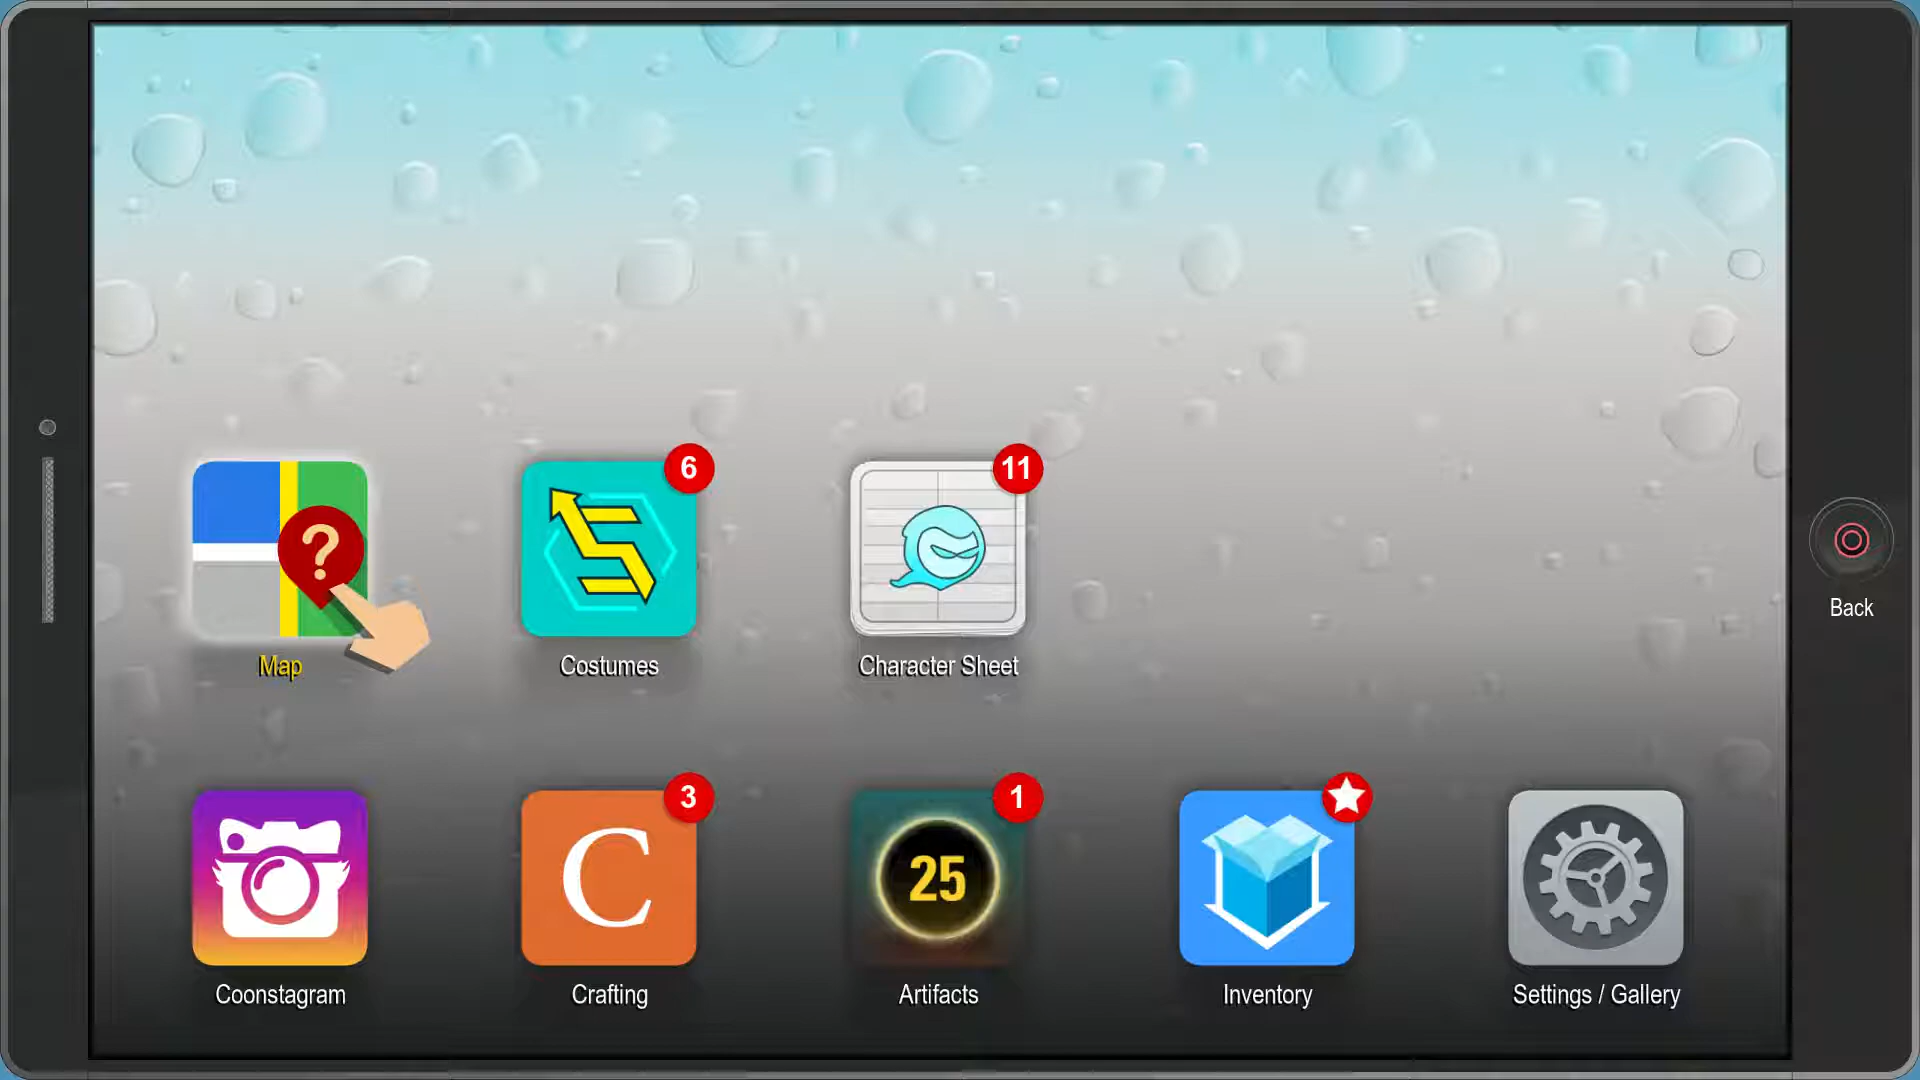 6
11
?
Map
Costumes
Character Sheet
Back
3
1
C
25
Coonstagram
Crafting
Artifacts
Inventory
Settings / Gallery